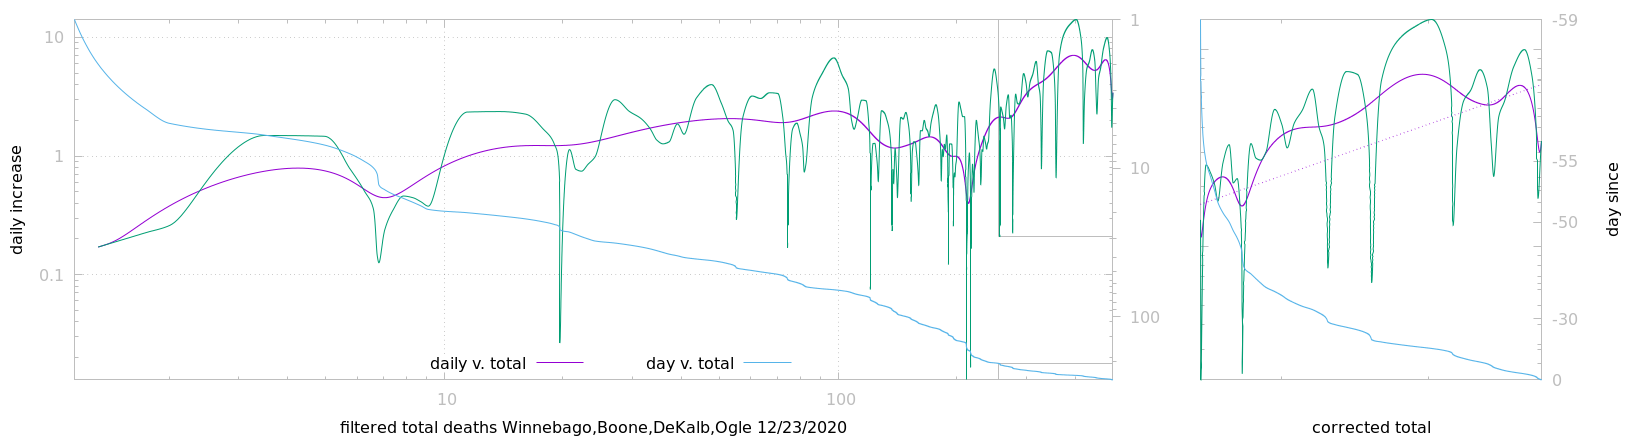 10
1
0.1
daily increase
daily v. total
day v. total
10
100
filtered total deaths Winnebago,Boone,DeKalb,Ogle 12/23/2020
1
10
100
-59
-55
-50
-30
0
day since
corrected total